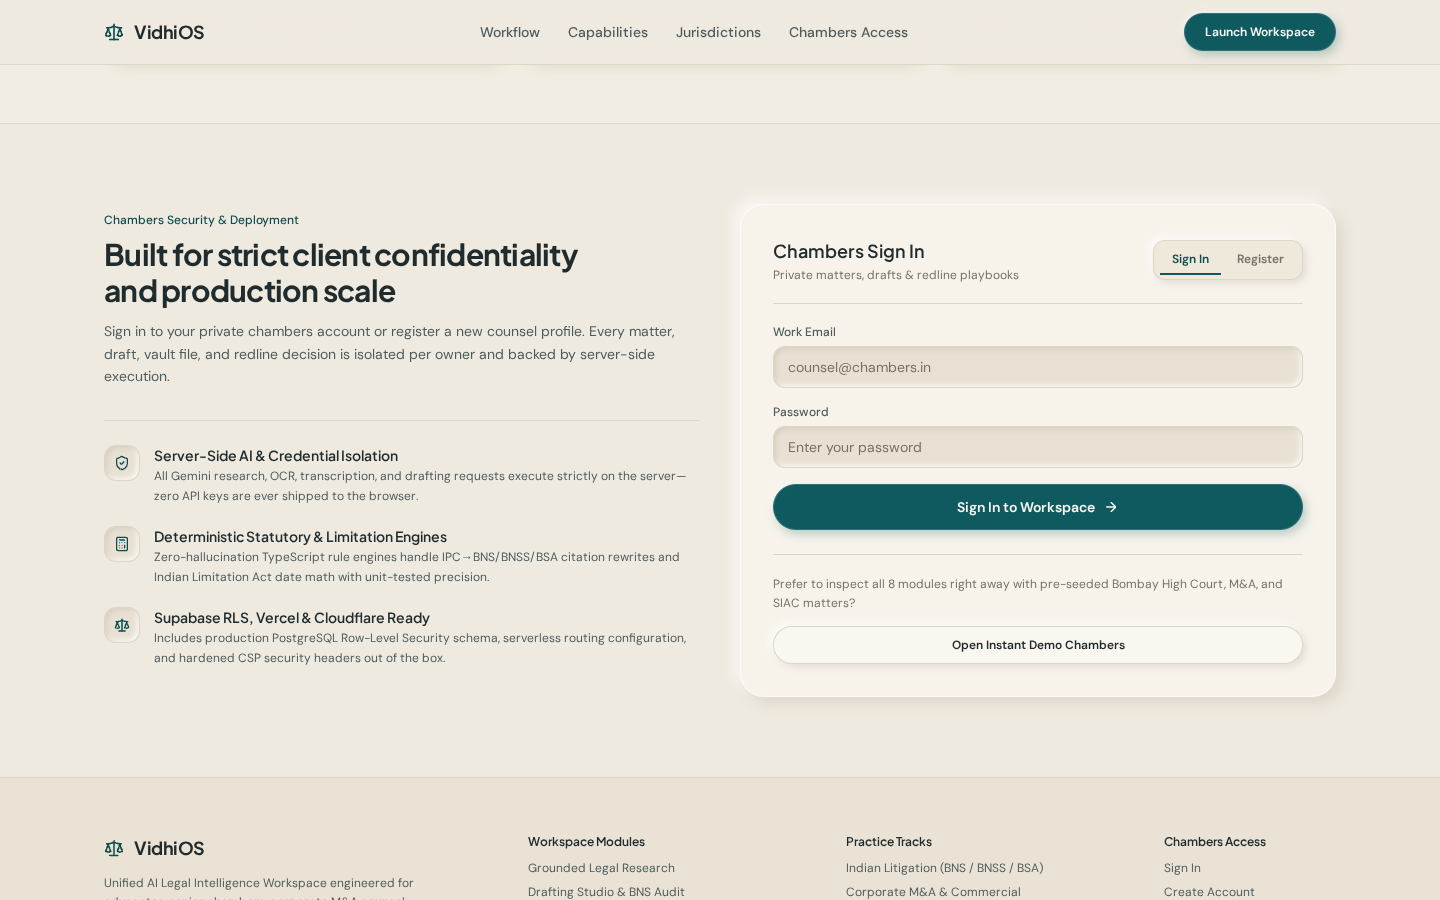 VidhiOS
Workflow
Capabilities
Jurisdictions
Chambers Access
Launch Workspace
Chambers Security & Deployment
Built for strict client confidentiality
and production scale
Sign in to your private chambers account or register a new counsel profile. Every matter,
draft, vault file, and redline decision is isolated per owner and backed by server-side
execution.
Server-Side AI & Credential Isolation
All Gemini research, OCR, transcription, and drafting requests execute strictly on the server—
zero API keys are ever shipped to the browser.
Deterministic Statutory & Limitation Engines
Zero-hallucination TypeScript rule engines handle IPC→BNS/BNSS/BSA citation rewrites and
Indian Limitation Act date math with unit-tested precision.
Supabase RLS, Vercel & Cloudflare Ready
Includes production PostgreSQL Row-Level Security schema, serverless routing configuration,
and hardened CSP security headers out of the box.
Chambers Sign In
Private matters, drafts & redline playbooks
Sign In
Register
Work Email
counsel@chambers.in
Password
Enter your password
Sign In to Workspace →
Prefer to inspect all 8 modules right away with pre-seeded Bombay High Court, M&A, and
SIAC matters?
Open Instant Demo Chambers
VidhiOS
Unified AI Legal Intelligence Workspace engineered for
Workspace Modules
Grounded Legal Research
Drafting Studio & BNS Audit
Practice Tracks
Indian Litigation (BNS / BNSS / BSA)
Corporate M&A & Commercial
Chambers Access
Sign In
Create Account